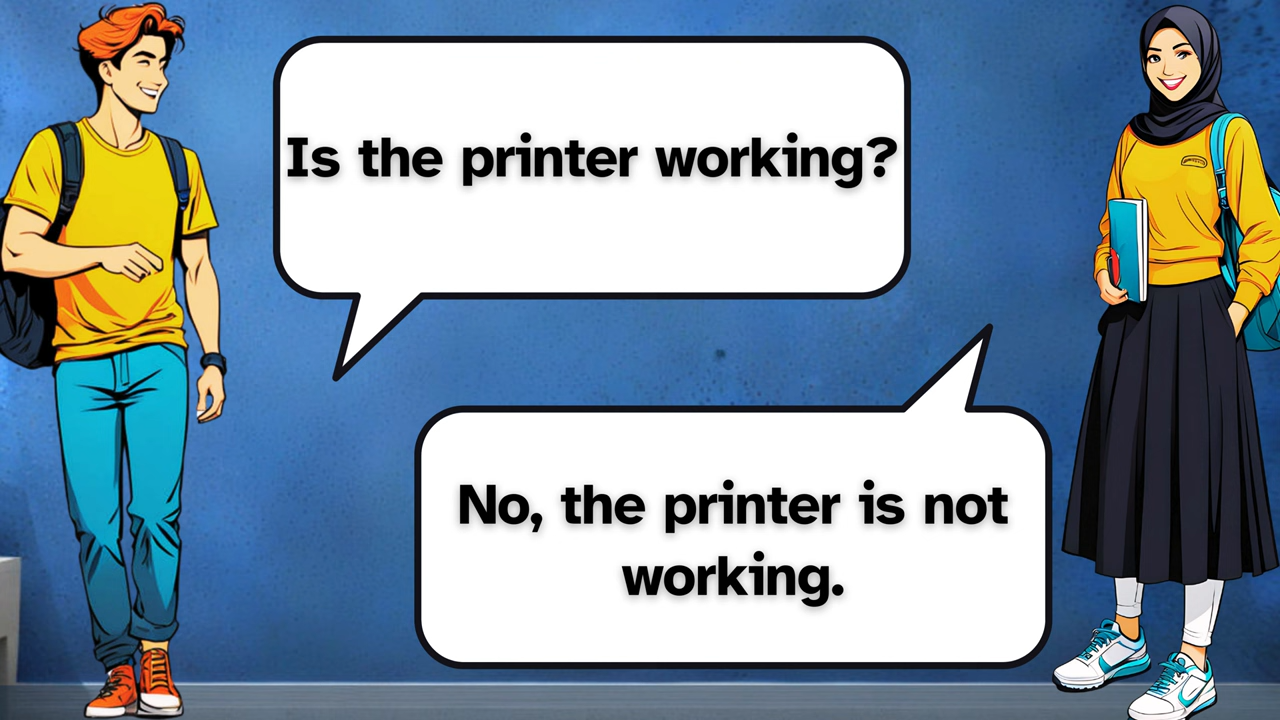 Is the printer working?
No, the printer is not
working.